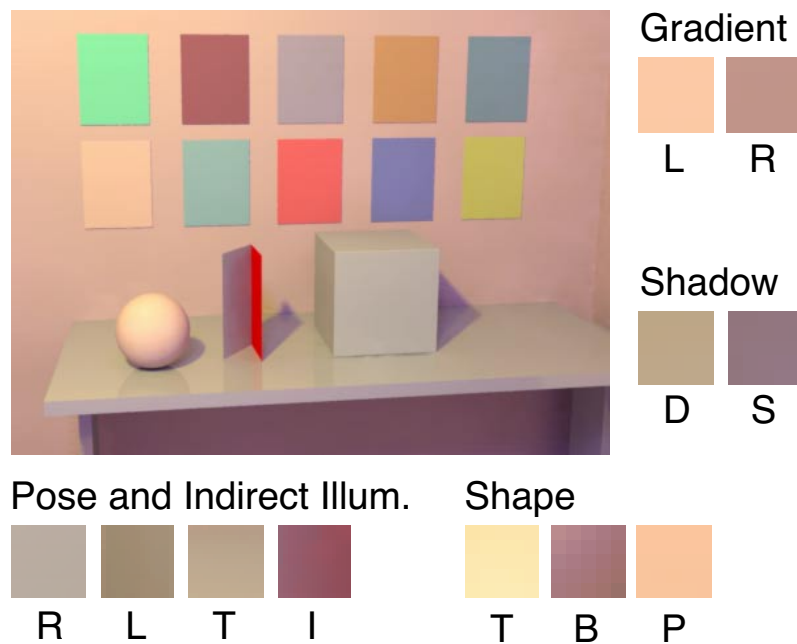 Gradient
L R
Shadow
D S
Pose and Indirect Illum.
R L T I
Shape
T B P